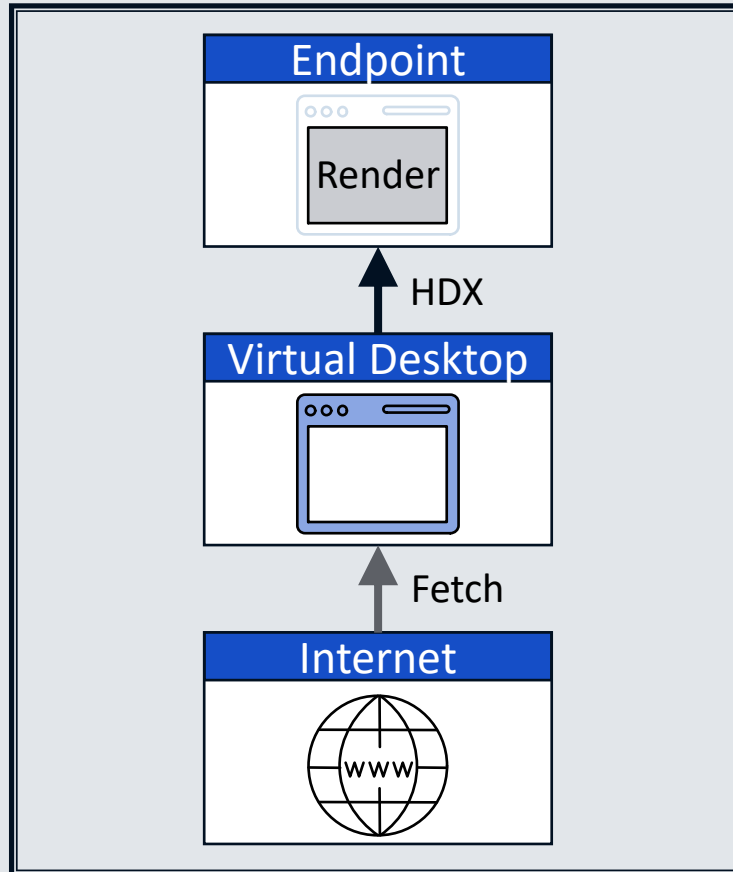 Endpoint
Render
HDX
Virtual Desktop
Fetch
Internet
WWW